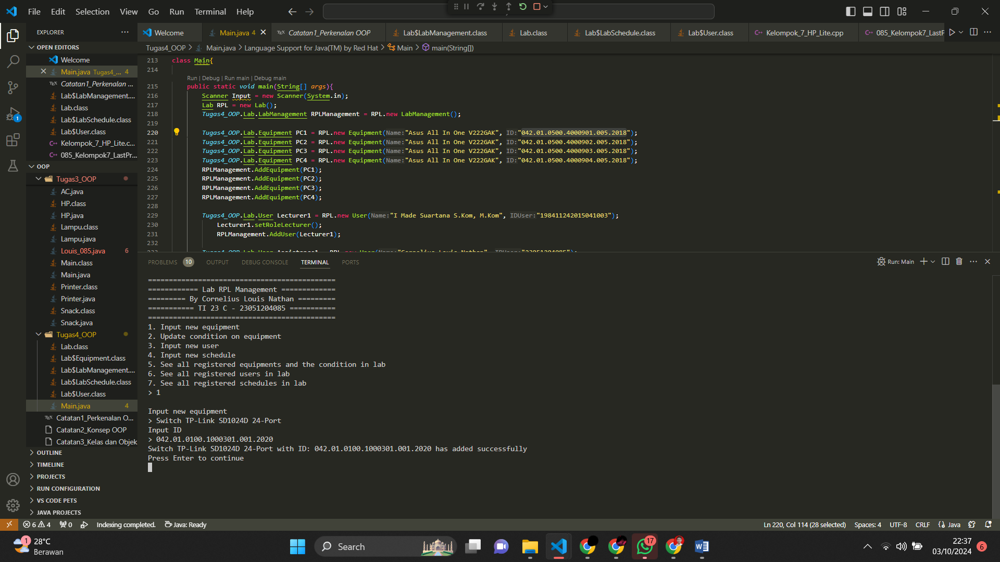 File Edit Selection View Go Run Terminal Help
EXPLORER
Welcome
Main.java 4
Catatan1_Perkenalan OOP
Lab$LabManagement.class
Lab.class
Lab$LabSchedule.class
Lab$User.class
Kelompok_7_HP_Lite.cpp
085_Kelompok7_LastF
Tugas4_OOP > Main.java > Language Support for Java(TM) by Red Hat > Main > main(String[])
OPEN EDITORS
Welcome
Main.java Tugas4_... 4
Catatan1_Perkenalan ...
Lab$LabManagement....
Lab.class
Lab$LabSchedule.class
Lab$User.class
Kelompok_7_HP_Lite.c...
085_Kelompok7_LastPr...
1
OOP
Tugas3_OOP
AC.java
HP.class
HP.java
Lampu.class
Lampu.java
Louis_085.java 6
Main.class
Main.java
Printer.class
Printer.java
Snack.class
Snack.java
Tugas4_OOP
Lab.class
Lab$Equipment.class
Lab$LabManagement....
Lab$LabSchedule.class
Lab$User.class
Main.java 4
Catatan1_Perkenalan O...
Catatan2_Konsep OOP
Catatan3_Kelas dan Objek
OUTLINE
TIMELINE
PROJECTS
RUN CONFIGURATION
VS CODE PETS
JAVA PROJECTS
213 class Main{
214
Run | Debug | Run main | Debug main
215 public static void main(String[] args){
216 Scanner Input = new Scanner(System.in);
217 Lab RPL = new Lab();
218 Tugas4_OOP.Lab.LabManagement RPLManagement = RPL.new LabManagement();
219
220 Tugas4_OOP.Lab.Equipment PC1 = RPL.new Equipment(Name:"Asus All In One V222GAK", ID:"042.01.0500.4000901.005.2018");
221 Tugas4_OOP.Lab.Equipment PC2 = RPL.new Equipment(Name:"Asus All In One V222GAK", ID:"042.01.0500.4000902.005.2018");
222 Tugas4_OOP.Lab.Equipment PC3 = RPL.new Equipment(Name:"Asus All In One V222GAK", ID:"042.01.0500.4000903.005.2018");
223 Tugas4_OOP.Lab.Equipment PC4 = RPL.new Equipment(Name:"Asus All In One V222GAK", ID:"042.01.0500.4000904.005.2018");
224 RPLManagement.AddEquipment(PC1);
225 RPLManagement.AddEquipment(PC2);
226 RPLManagement.AddEquipment(PC3);
227 RPLManagement.AddEquipment(PC4);
228
229 Tugas4_OOP.Lab.User Lecturer1 = RPL.new User(Name:"I Made Suartana S.Kom, M.Kom", IDUser:"198411242015041003");
230 Lecturer1.setRoleLecturer();
231 RPLManagement.AddUser(Lecturer1);
232
PROBLEMS 10 OUTPUT DEBUG CONSOLE TERMINAL PORTS
Run: Main
=============================================
============ Lab RPL Management =============
========= By Cornelius Louis Nathan =========
=========== TI 23 C - 23051204085 ===========
=============================================
1. Input new equipment
2. Update condition on equipment
3. Input new user
4. Input new schedule
5. See all registered equipments and the condition in lab
6. See all registered users in lab
7. See all registered schedules in lab
> 1
Input new equipment
> Switch TP-Link SD1024D 24-Port
Input ID
> 042.01.0100.1000301.001.2020
Switch TP-Link SD1024D 24-Port with ID: 042.01.0100.1000301.001.2020 has added successfully
Press Enter to continue
6 4 0 Indexing completed. Java: Ready
Ln 220, Col 114 (28 selected) Spaces: 4 UTF-8 CRLF {} Java
1
28°C
Berawan
Search
17
22:37
03/10/2024
6